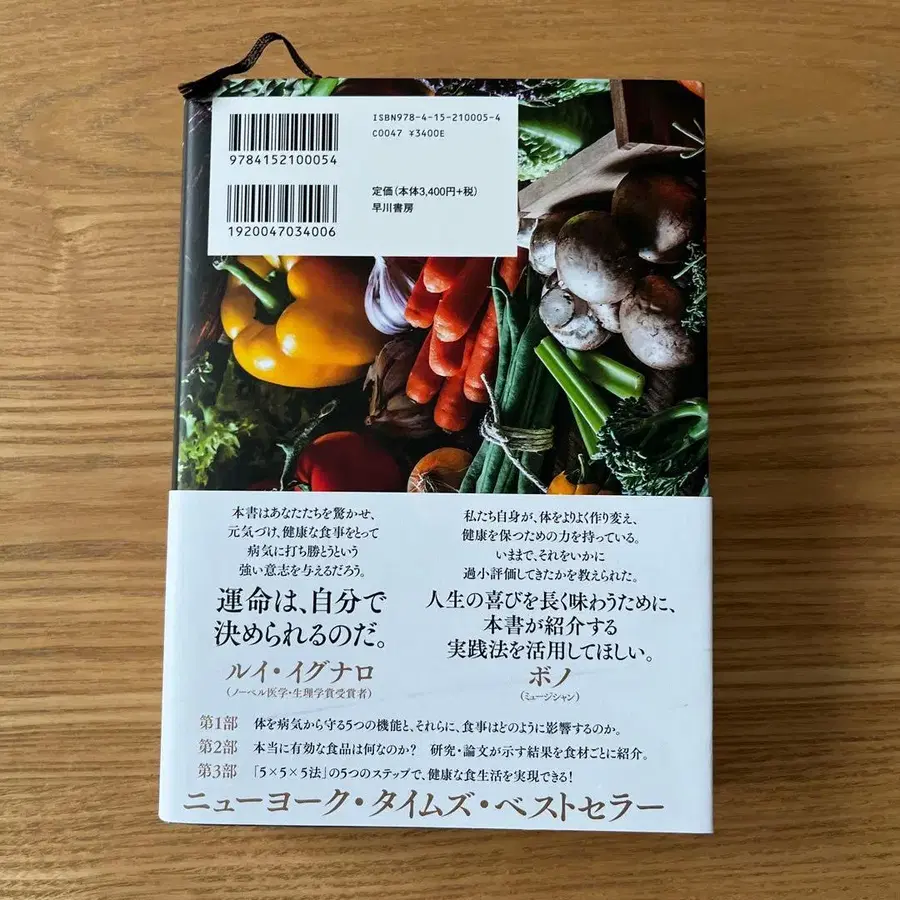 ISBN978-4-15-210005-4
C0047 ¥3400E
9784152100054
定価(本体3,400円+税)
早川書房
1920047034006
本書はあなたたちを驚かせ、
元気づけ、健康な食事をとって
病気に打ち勝とうという
強い意志を与えるだろう。
運命は、自分で
決められるのだ。
ルイ・イグナロ
(ノーベル医学・生理学賞受賞者)
私たち自身が、体をよりよく作り変え、
健康を保つための力を持っている。
いままで、それをいかに
過小評価してきたかを教えられた。
人生の喜びを長く味わうために、
本書が紹介する
実践法を活用してほしい。
ボノ
(ミュージシャン)
第1部 体を病気から守る5つの機能と、それらに、食事はどのように影響するのか。
第2部 本当に有効な食品は何なのか? 研究・論文が示す結果を食材ごとに紹介。
第3部 「5×5×5法」の5つのステップで、健康な食生活を実現できる!
ニューヨーク・タイムズ・ベストセラー